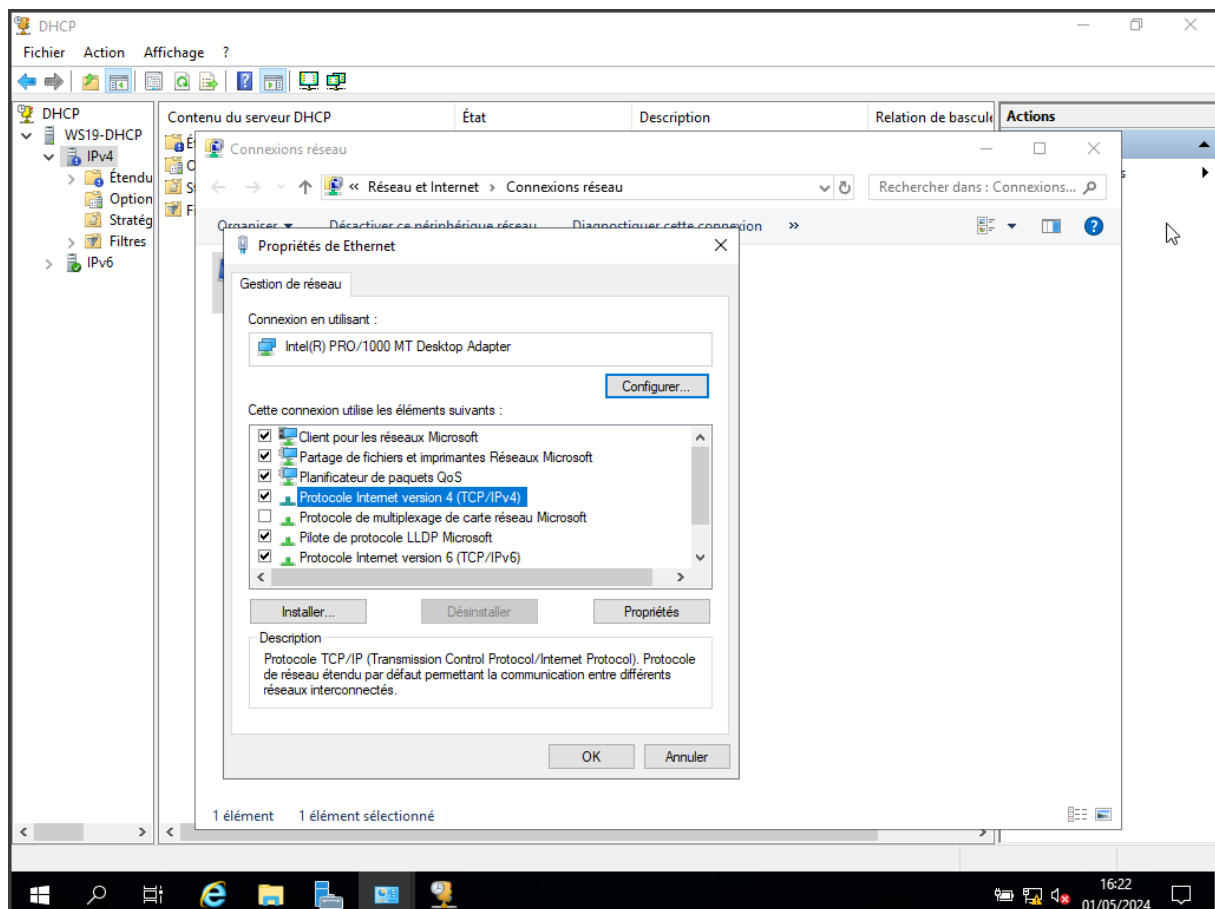 DHCP
Fichier Action Affichage ?
DHCP
WS19-DHCP
IPv4
Étendu
Option
Stratég
Filtres
IPv6
Contenu du serveur DHCP État Description Relation de bascule Actions
Connexions réseau
« Réseau et Internet > Connexions réseau
Rechercher dans : Connexions...
Organiser Désactiver ce périphérique réseau Diagnostiquer cette connexion »
Propriétés de Ethernet
Gestion de réseau
Connexion en utilisant :
Intel(R) PRO/1000 MT Desktop Adapter
Configurer...
Cette connexion utilise les éléments suivants :
Client pour les réseaux Microsoft
Partage de fichiers et imprimantes Réseaux Microsoft
Planificateur de paquets QoS
Protocole Internet version 4 (TCP/IPv4)
Protocole de multiplexage de carte réseau Microsoft
Pilote de protocole LLDP Microsoft
Protocole Internet version 6 (TCP/IPv6)
Installer... Désinstaller Propriétés
Description
Protocole TCP/IP (Transmission Control Protocol/Internet Protocol). Protocole
de réseau étendu par défaut permettant la communication entre différents
réseaux interconnectés.
OK Annuler
1 élément 1 élément sélectionné
16:22
01/05/2024